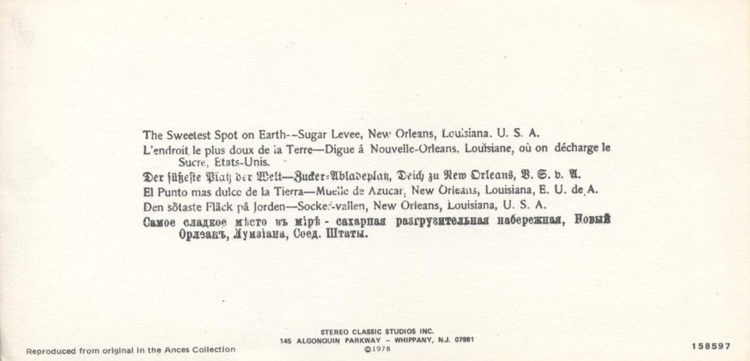 The Sweetest Spot on Earth--Sugar Levee, New Orleans, Louisiana. U. S. A.
L'endroit le plus doux de la Terre—Digue á Nouvelle-Orleans. Louisiane, où on décharge le
Sucre, Etats-Unis.
Der süßeste Platz der Welt—Zucker-Abladeplatz, Deich zu New Orleans, V. S. v. A.
El Punto mas dulce de la Tierra—Muelle de Azucar, New Orleans, Louisiana, E. U. de A.
Den sötaste Fläck på Jorden—Socker-vallen, New Orleans, Louisiana, U. S. A.
Самое сладкое мѣсто въ мірѣ - сахарная разгрузительная набережная, Новый
Орлеанъ, Луизіана, Соед. Штаты.
STEREO CLASSIC STUDIOS INC.
145 ALGONQUIN PARKWAY — WHIPPANY, N.J. 07981
©1978
Reproduced from original in the Ances Collection
158597